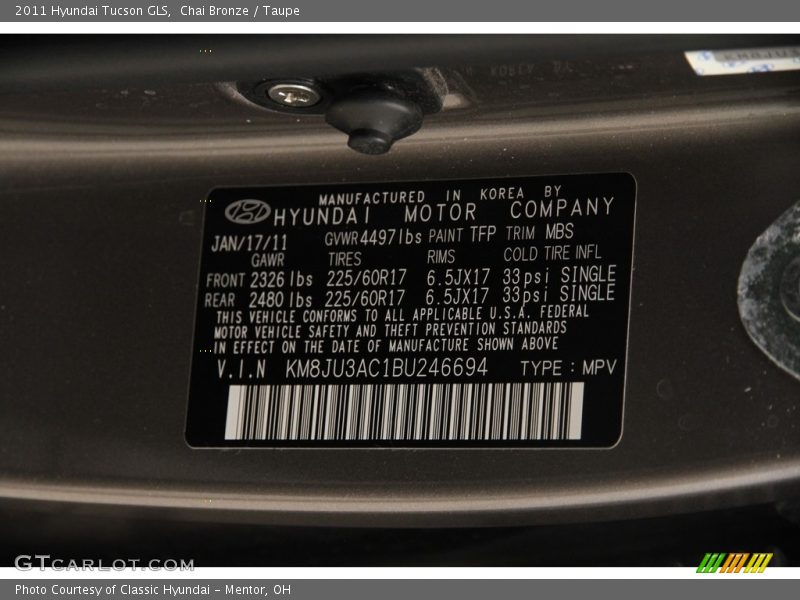 2011 Hyundai Tucson GLS,  Chai Bronze / Taupe
MANUFACTURED IN KOREA BY
HYUNDAI MOTOR COMPANY
JAN/17/11 GVWR 4497lbs PAINT TFP TRIM MBS
GAWR TIRES RIMS COLD TIRE INFL
FRONT 2326 lbs 225/60R17 6.5JX17 33psi SINGLE
REAR 2480 lbs 225/60R17 6.5JX17 33psi SINGLE
THIS VEHICLE CONFORMS TO ALL APPLICABLE U.S.A. FEDERAL
MOTOR VEHICLE SAFETY AND THEFT PREVENTION STANDARDS
IN EFFECT ON THE DATE OF MANUFACTURE SHOWN ABOVE
V.I.N KM8JU3AC1BU246694 TYPE : MPV
GTCARLOT.COM
Photo Courtesy of Classic Hyundai - Mentor, OH